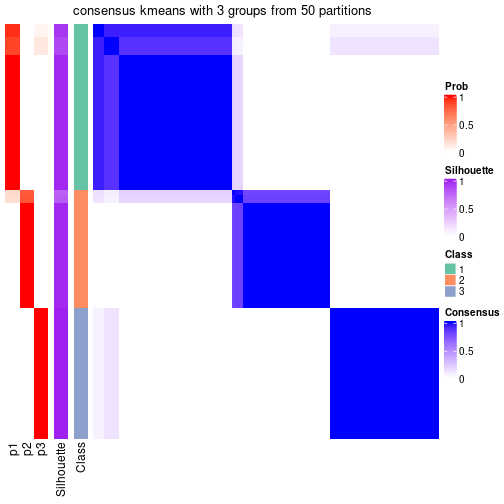 consensus kmeans with 3 groups from 50 partitions
Prob
1
0.5
0
Silhouette
1
0.5
0
Class
1
2
3
Consensus
1
0.5
0
p1
p2
p3
Silhouette
Class